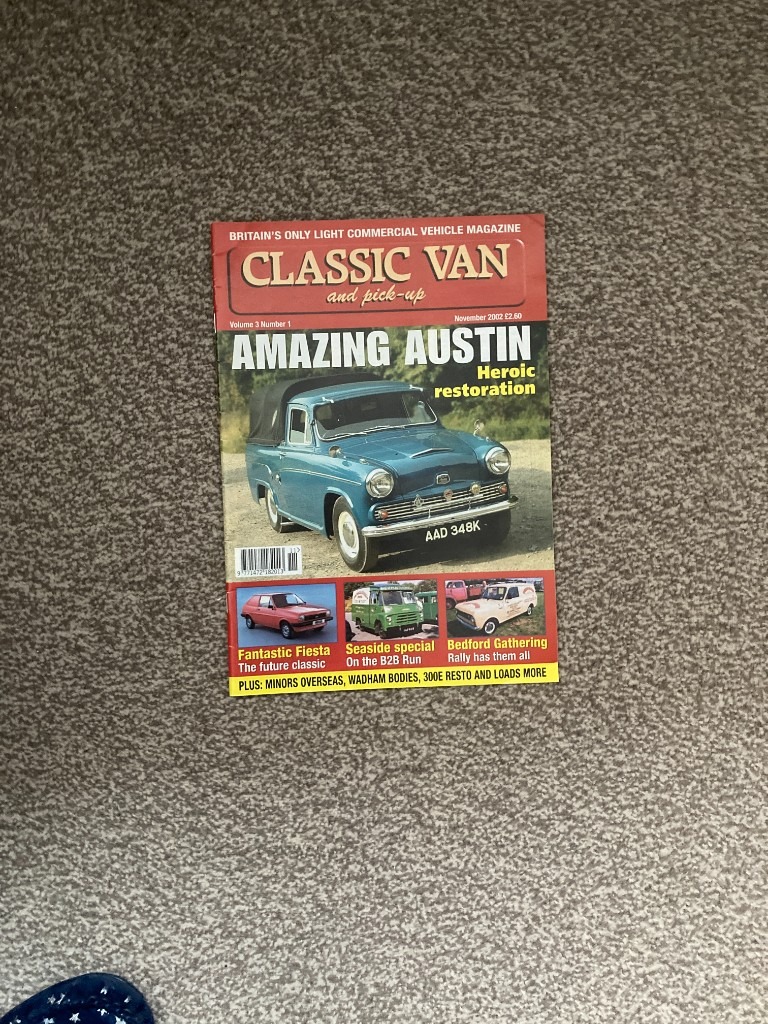 BRITAIN'S ONLY LIGHT COMMERCIAL VEHICLE MAGAZINE
CLASSIC VAN
and pick-up
Volume 3 Number 1
November 2002 £2.60
AMAZING AUSTIN
Heroic
restoration
AAD 348K
11>
Fantastic Fiesta
The future classic
Seaside special
On the B2B Run
Bedford Gathering
Rally has them all
PLUS: MINORS OVERSEAS, WADHAM BODIES, 300E RESTO AND LOADS MORE